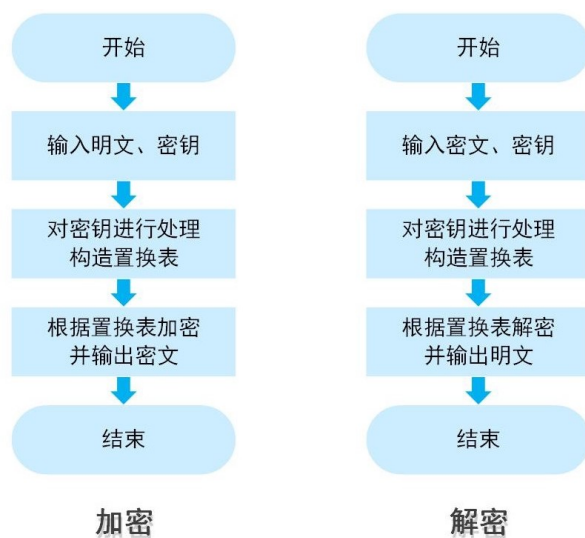 开始
输入明文、密钥
对密钥进行处理
构造置换表
根据置换表加密
并输出密文
结束
加密
开始
输入密文、密钥
对密钥进行处理
构造置换表
根据置换表解密
并输出明文
结束
解密